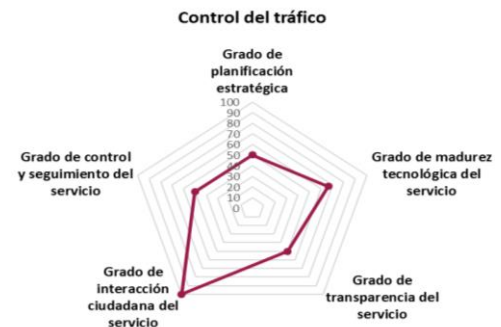 Control del tráfico
Grado de
planificación
estratégica
100
90
80
70
60
50
40
30
20
10
0
Grado de madurez
tecnológica del
servicio
Grado de
transparencia del
servicio
Grado de
interacción
ciudadana del
servicio
Grado de control
y seguimiento del
servicio